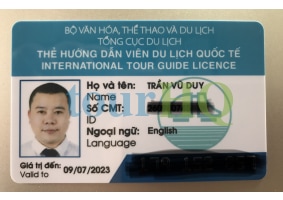 BỘ VĂN HÓA, THỂ THAO VÀ DU LỊCH
TỔNG CỤC DU LỊCH
THẺ HƯỚNG DẪN VIÊN DU LỊCH QUỐC TẾ
INTERNATIONAL TOUR GUIDE LICENCE
Họ và tên: TRẦN VŨ DUY
Name
Số CMT:
ID
Ngoại ngữ: English
Language
Giá trị đến: 09/07/2023
Valid to